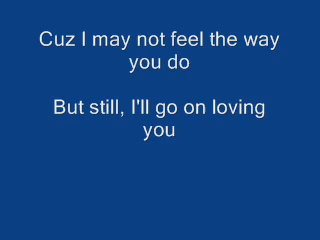 Cuz I may not feel the way
you do
But still, I'll go on loving
you